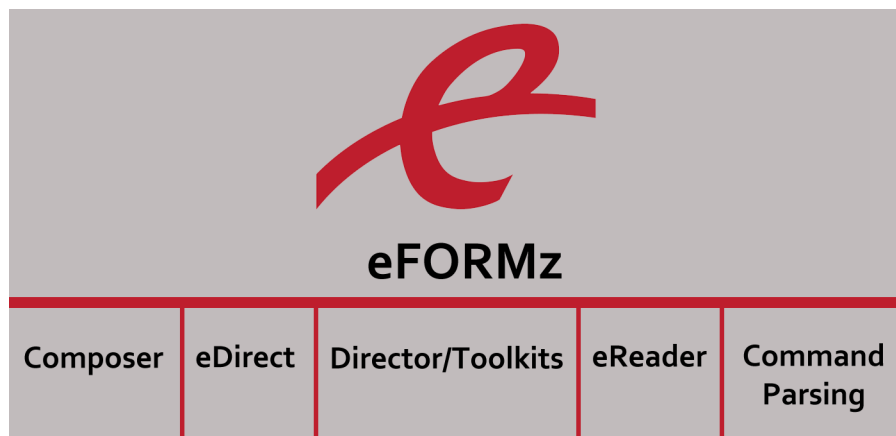 eFORMz
Composer
eDirect
Director/Toolkits
eReader
Command
Parsing